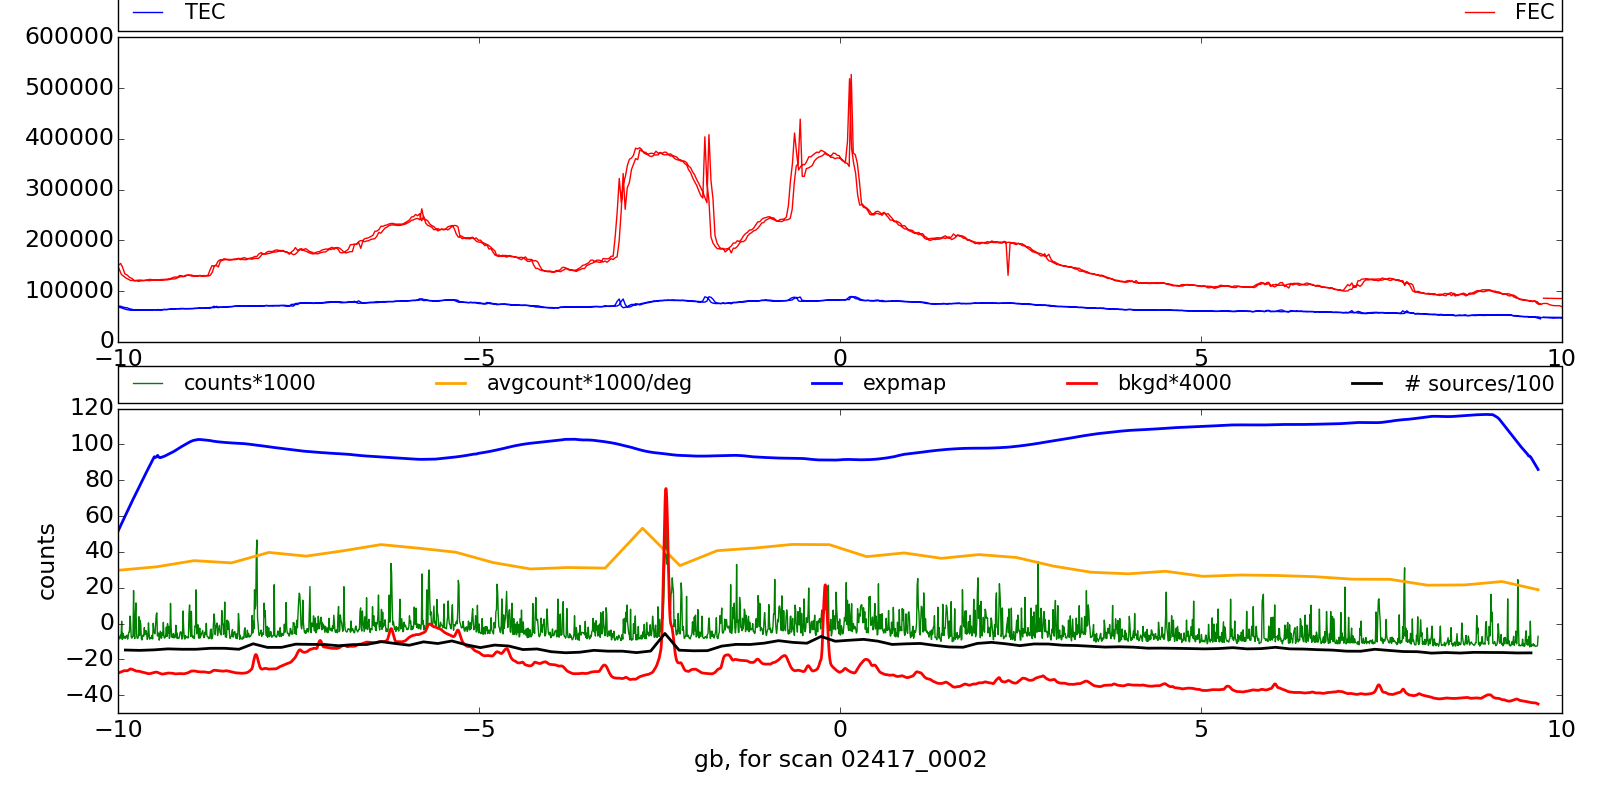 TEC FEC
600000
500000
400000
300000
200000
100000
0
−10 −5 0 5 10
counts*1000 avgcount*1000/deg expmap bkgd*4000 # sources/100
120
100
80
60
40
20
0
−20
−40
counts
−10 −5 0 5 10
gb, for scan 02417_0002